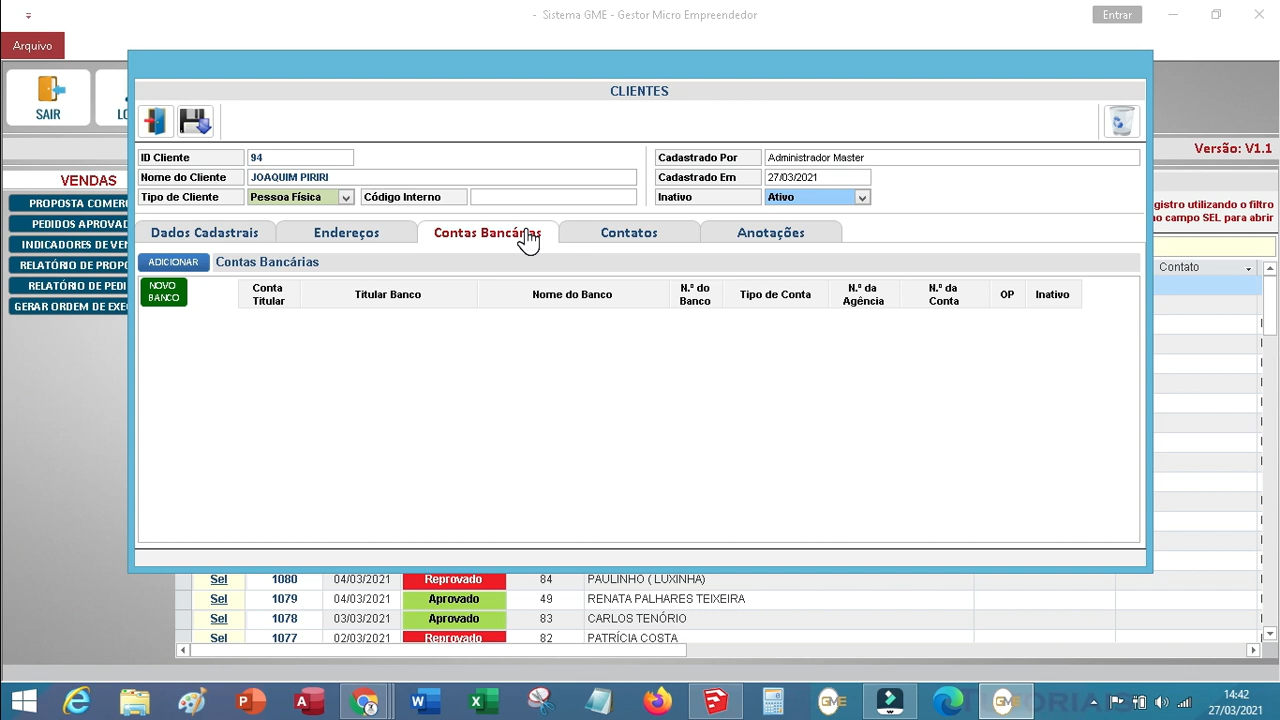 - Sistema GME - Gestor Micro Empreendedor
Entrar
Arquivo
SAIR
LO
Versão: V1.1
CLIENTES
ID Cliente 94
Cadastrado Por Administrador Master
Nome do Cliente JOAQUIM PIRIRI
Cadastrado Em 27/03/2021
Tipo de Cliente Pessoa Física Código Interno
Inativo Ativo
VENDAS
PROPOSTA COMER
PEDIDOS APROVAD
INDICADORES DE VEN
RELATÓRIO DE PROPO
RELATÓRIO DE PEDI
GERAR ORDEM DE EXE
gistro utilizando o filtro
no campo SEL para abrir
Contato
Dados Cadastrais Endereços Contas Bancárias Contatos Anotações
ADICIONAR Contas Bancárias
NOVO
BANCO
Conta
Titular
Titular Banco
Nome do Banco
N.º do
Banco
Tipo de Conta
N.º da
Agência
N.º da
Conta
OP
Inativo
Sel 1080 04/03/2021 Reprovado 84 PAULINHO ( LUXINHA)
Sel 1079 04/03/2021 Aprovado 49 RENATA PALHARES TEIXEIRA
Sel 1078 03/03/2021 Aprovado 83 CARLOS TENÓRIO
Sel 1077 02/03/2021 Reprovado 82 PATRÍCIA COSTA
GME
GME
14:42
27/03/2021